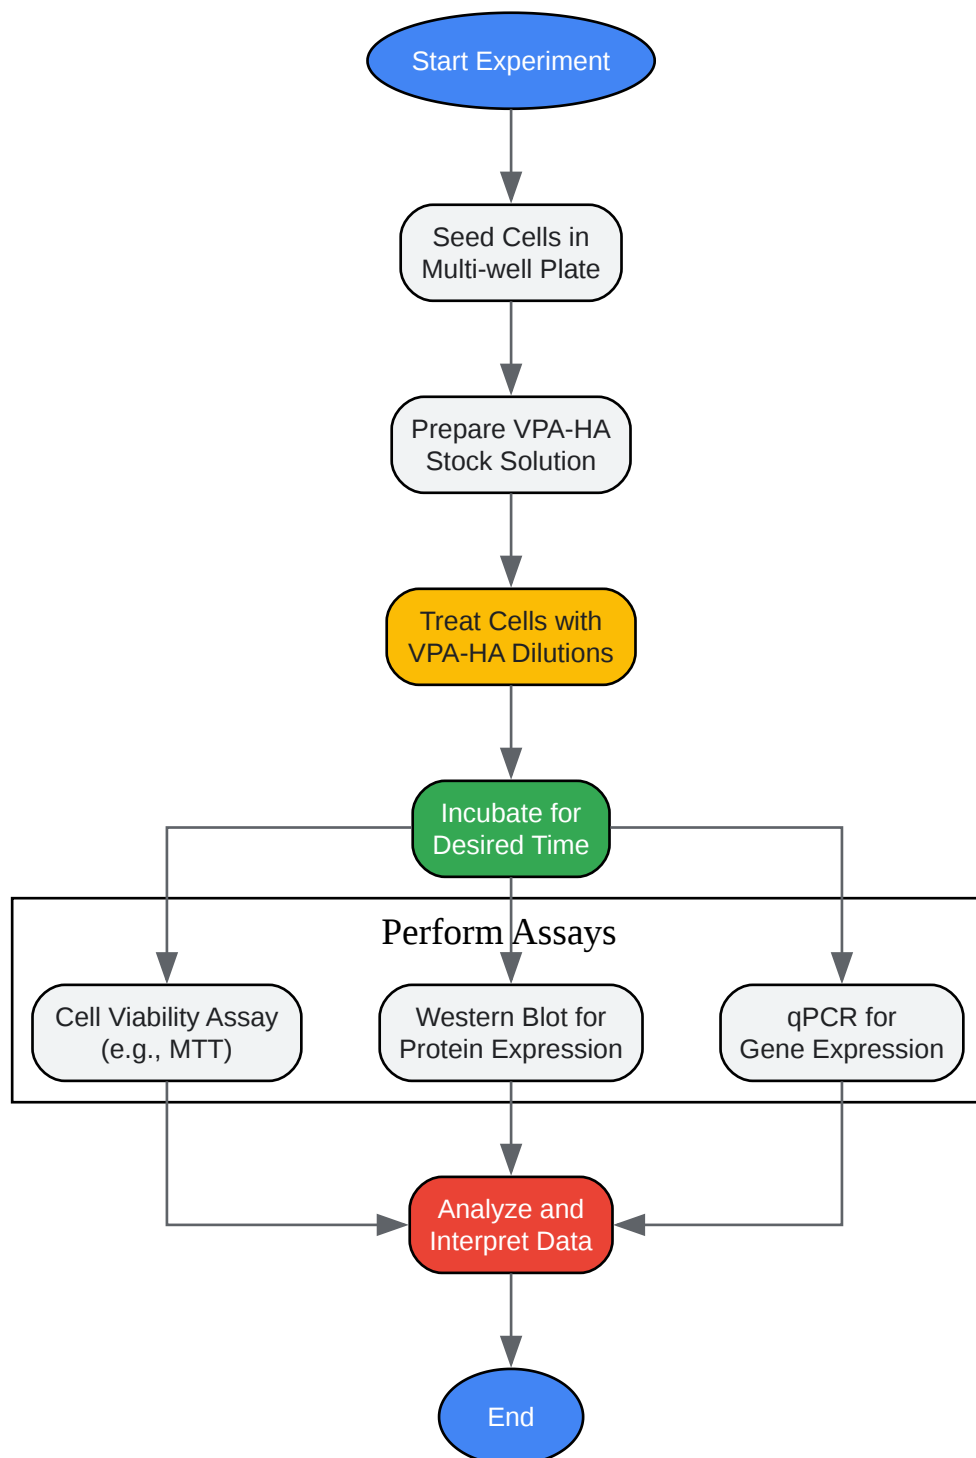 Start Experiment
Seed Cells in
Multi-well Plate
Prepare VPA-HA
Stock Solution
Treat Cells with
VPA-HA Dilutions
Incubate for
Desired Time
Perform Assays
Cell Viability Assay
(e.g., MTT)
Western Blot for
Protein Expression
qPCR for
Gene Expression
Analyze and
Interpret Data
End